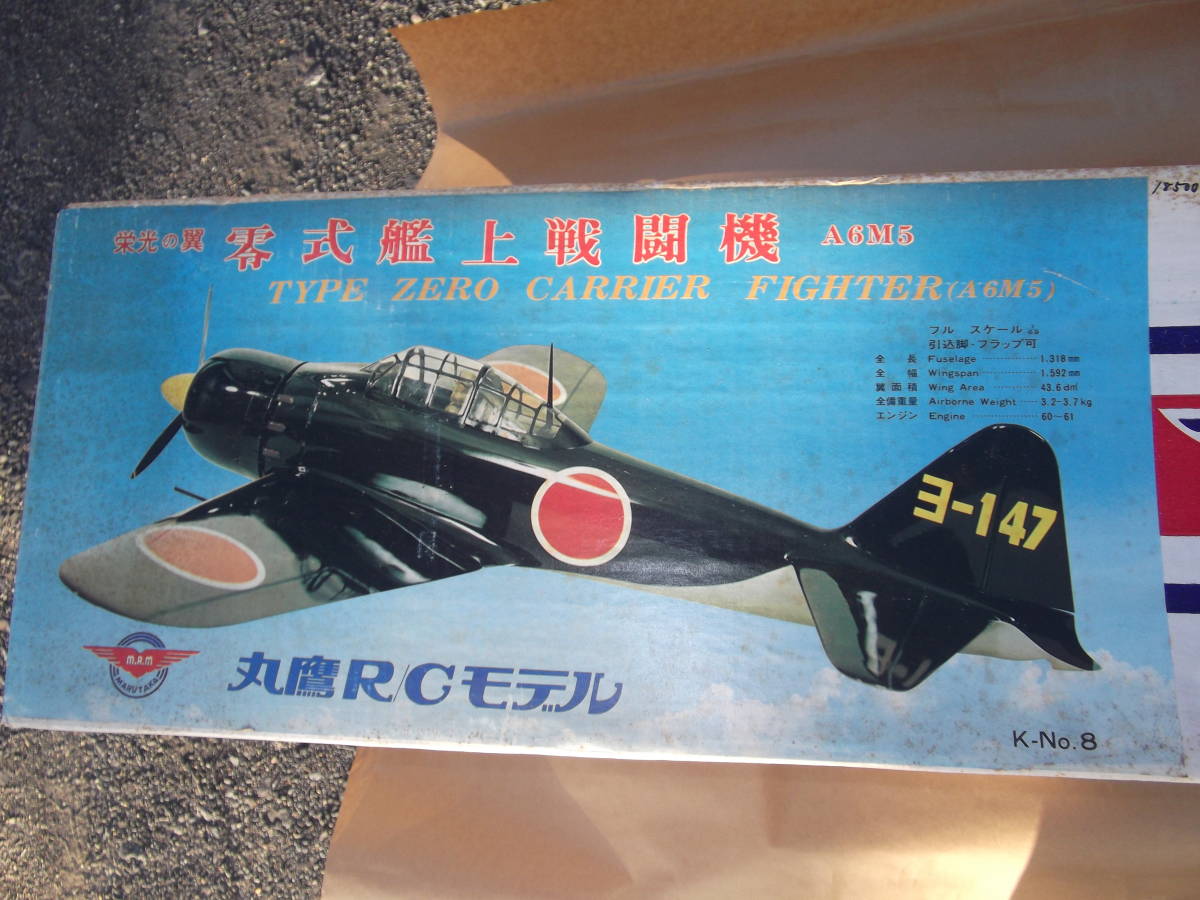 栄光の翼 零式艦上戦闘機 A6M5
18500
TYPE ZERO CARRIER FIGHTER (A6M5)
フル スケール
引込脚・フラップ可
全長 Fuselage 1.318mm
全幅 Wingspan 1.592mm
翼面積 Wing Area 43.6dm²
全備重量 Airborne Weight 3.2-3.7kg
エンジン Engine 60~61
ヨ-147
M.R.M
MARUTAKA
丸鷹R/Cモデル
K-No.8